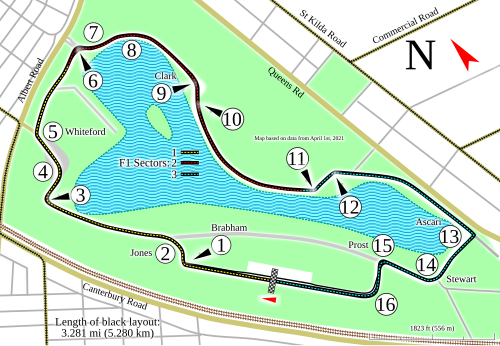 St Kilda Road
Commercial Road
N
7
8
Albert Road
6
Clark
9
Queens Rd
10
Map based on data from April 1st, 2021
5
Whiteford
1
F1 Sectors: 2
3
11
4
3
12
Ascari
13
Brabham
1
2
Jones
Prost
15
14
Stewart
16
Canterbury Road
Length of black layout:
3.281 mi (5.280 km)
1823 ft (556 m)